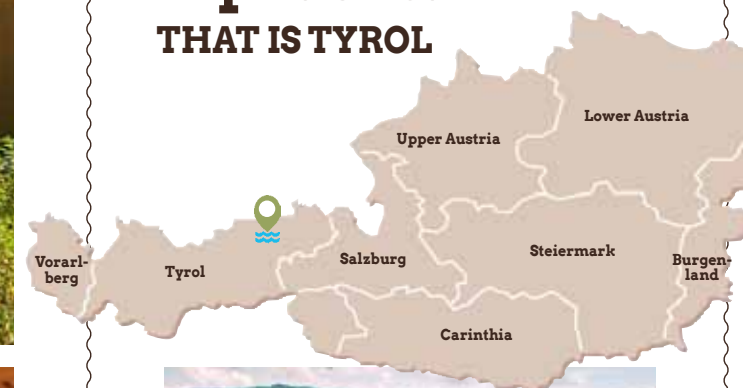 THAT IS TYROL
Lower Austria
Upper Austria
Steiermark
Salzburg
Burgen-
land
Vorarl-
berg
Tyrol
Carinthia